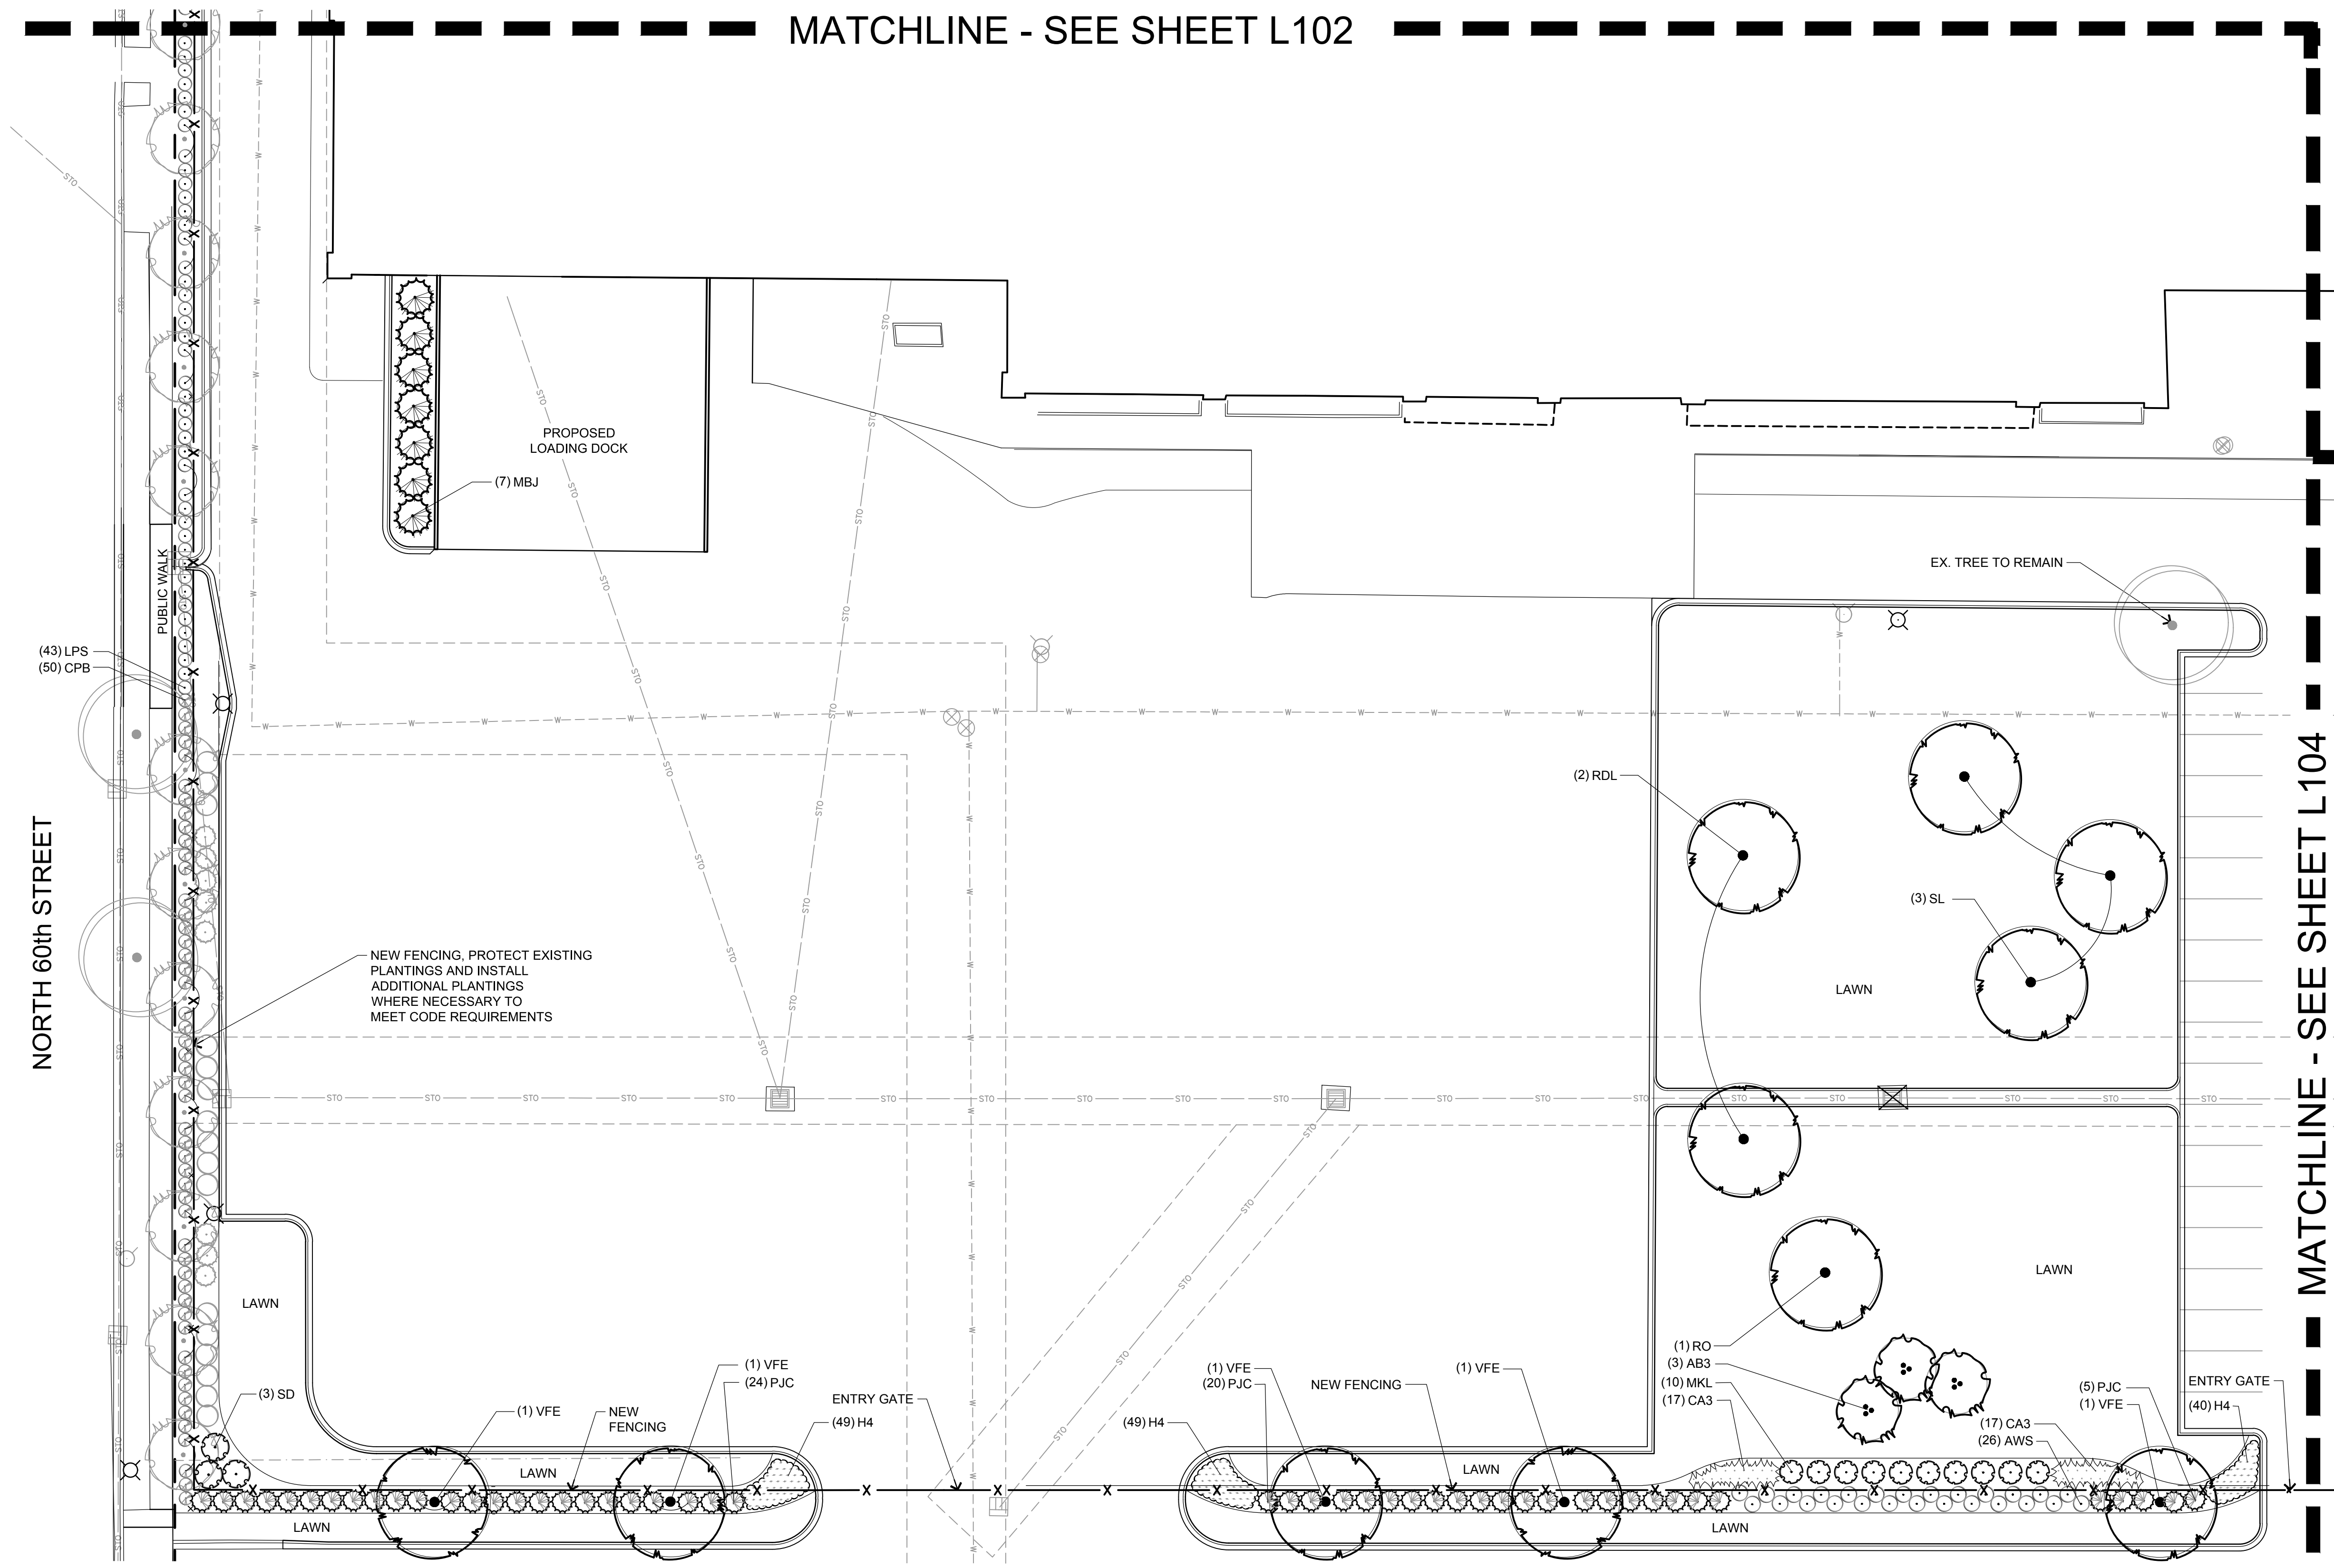 MATCHLINE - SEE SHEET L102
PROPOSED
LOADING DOCK
(7) MBJ
PUBLIC WALK
EX. TREE TO REMAIN
(43) LPS
(50) CPB
NORTH 60th STREET
(2) RDL
(3) SL
LAWN
MATCHLINE - SEE SHEET L104
NEW FENCING, PROTECT EXISTING
PLANTINGS AND INSTALL
ADDITIONAL PLANTINGS
WHERE NECESSARY TO
MEET CODE REQUIREMENTS
LAWN
LAWN
(3) SD
(1) VFE
NEW
FENCING
(1) VFE
(24) PJC
ENTRY GATE
(49) H4
LAWN
LAWN
(49) H4
(1) VFE
(20) PJC
NEW FENCING
(1) VFE
LAWN
(1) RO
(3) AB3
(10) MKL
(17) CA3
(17) CA3
(26) AWS
(5) PJC
(1) VFE
ENTRY GATE
(40) H4
LAWN
STO
W
X